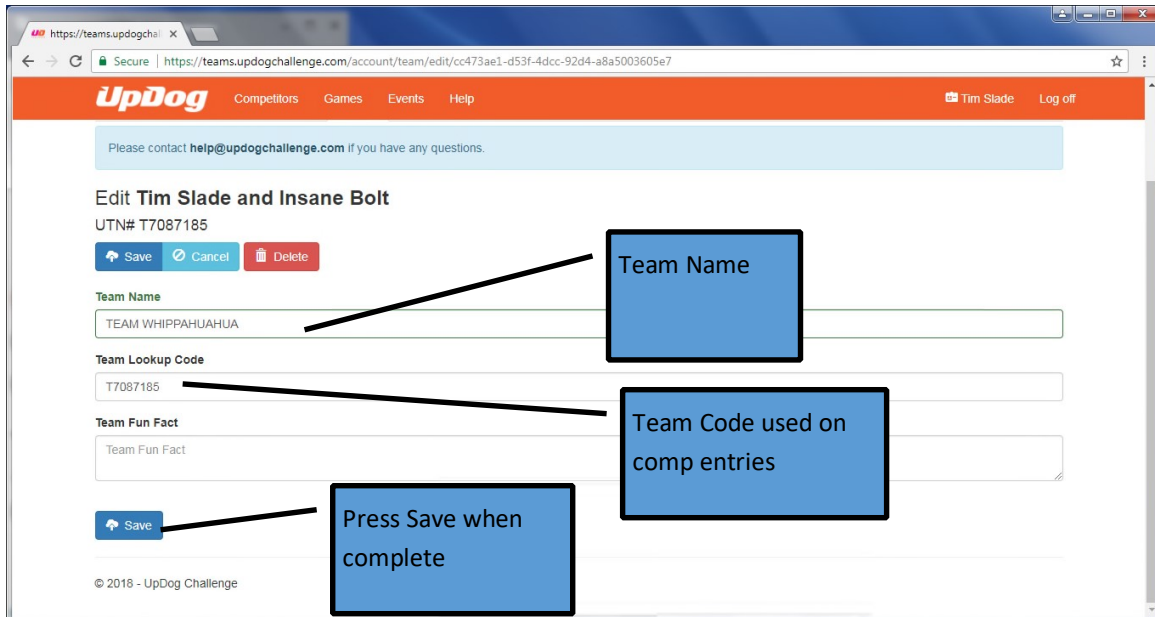 UD https://teams.updogchal
Secure https://teams.updogchallenge.com/account/team/edit/cc473ae1-d53f-4dcc-92d4-a8a5003605e7
UpDog Competitors Games Events Help Tim Slade Log off
Please contact help@updogchallenge.com if you have any questions.
Edit Tim Slade and Insane Bolt
UTN# T7087185
Save Cancel Delete
Team Name
Team Name
TEAM WHIPPAHUAHUA
Team Lookup Code
T7087185
Team Code used on
comp entries
Team Fun Fact
Team Fun Fact
Save
Press Save when
complete
© 2018 - UpDog Challenge